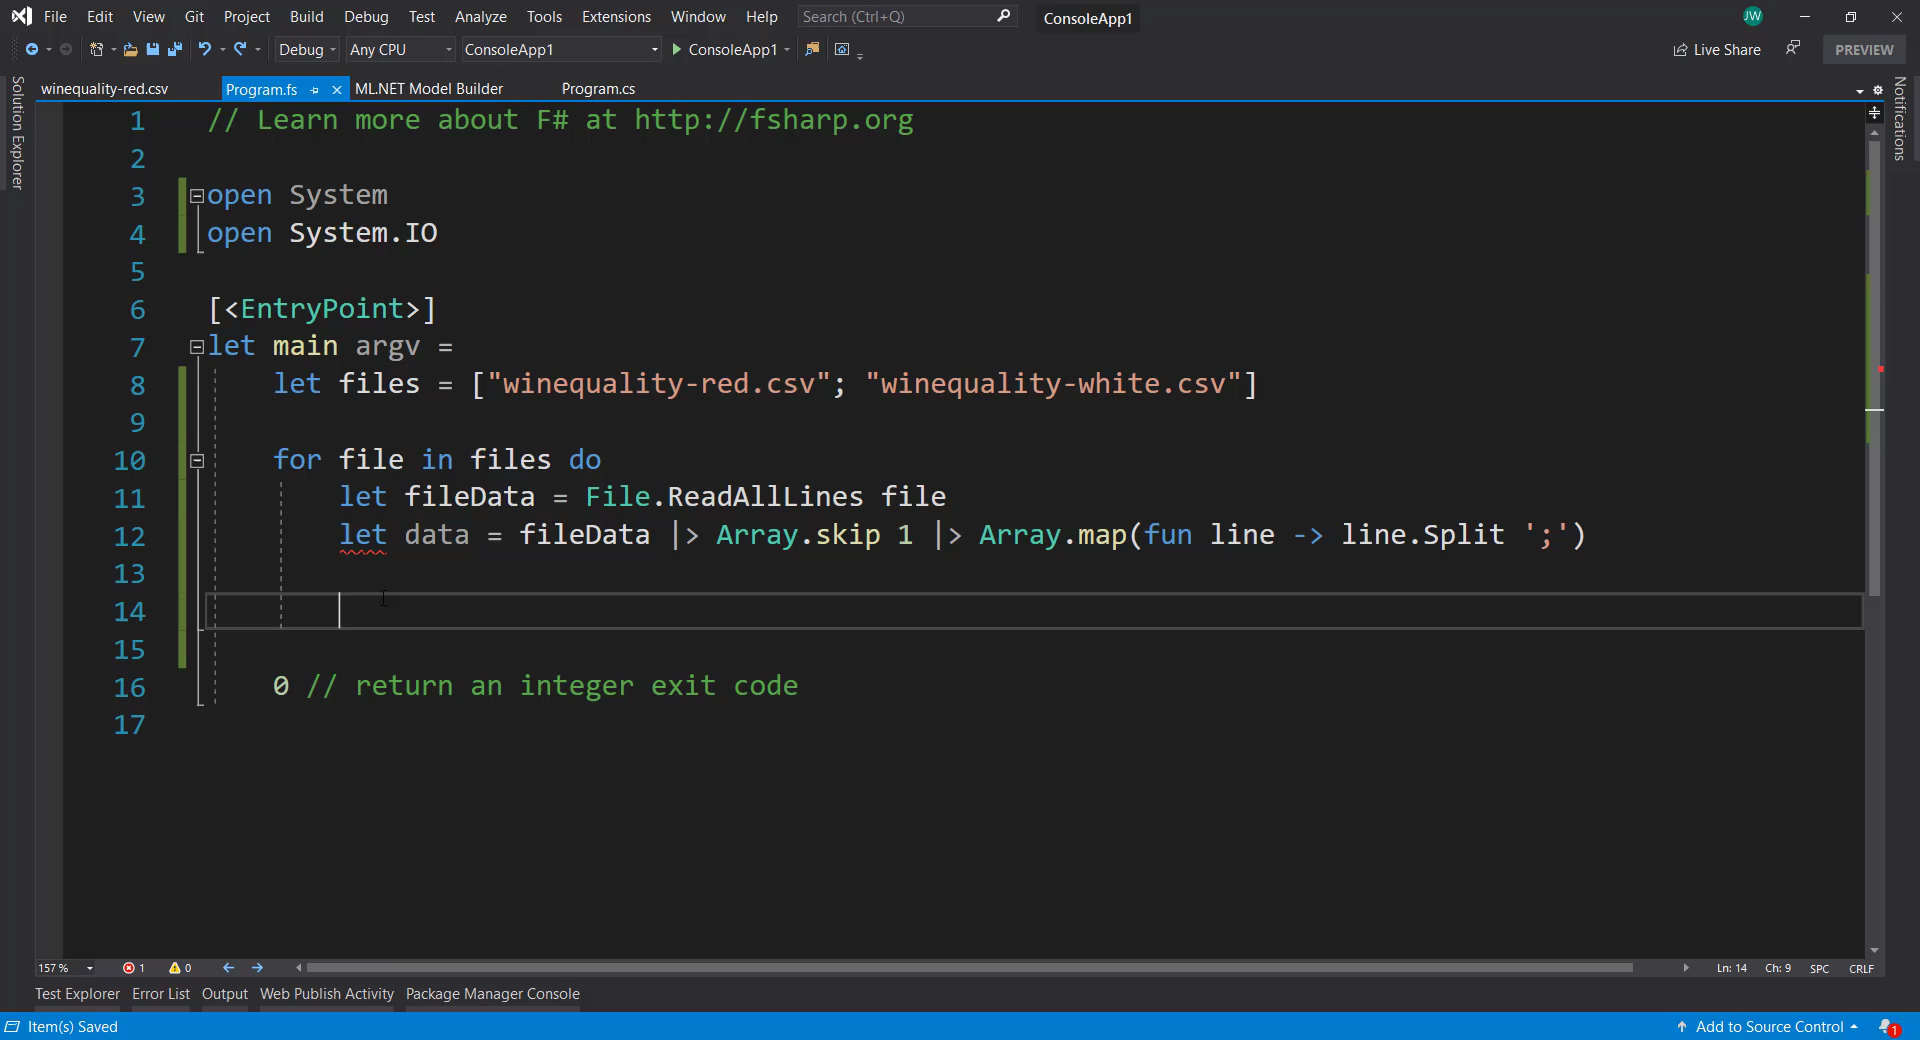 File Edit View Git Project Build Debug Test Analyze Tools Extensions Window Help Search (Ctrl+Q) ConsoleApp1 JW
Debug Any CPU ConsoleApp1 ConsoleApp1 Live Share PREVIEW
winequality-red.csv Program.fs ML.NET Model Builder Program.cs
Solution Explorer
Notifications
1 // Learn more about F# at http://fsharp.org
2
3 open System
4 open System.IO
5
6 [<EntryPoint>]
7 let main argv =
8 let files = ["winequality-red.csv"; "winequality-white.csv"]
9
10 for file in files do
11 let fileData = File.ReadAllLines file
12 let data = fileData |> Array.skip 1 |> Array.map(fun line -> line.Split ';')
13
14
15
16 0 // return an integer exit code
17
157 % 1 0 Ln: 14 Ch: 9 SPC CRLF
Test Explorer Error List Output Web Publish Activity Package Manager Console
Item(s) Saved Add to Source Control 1